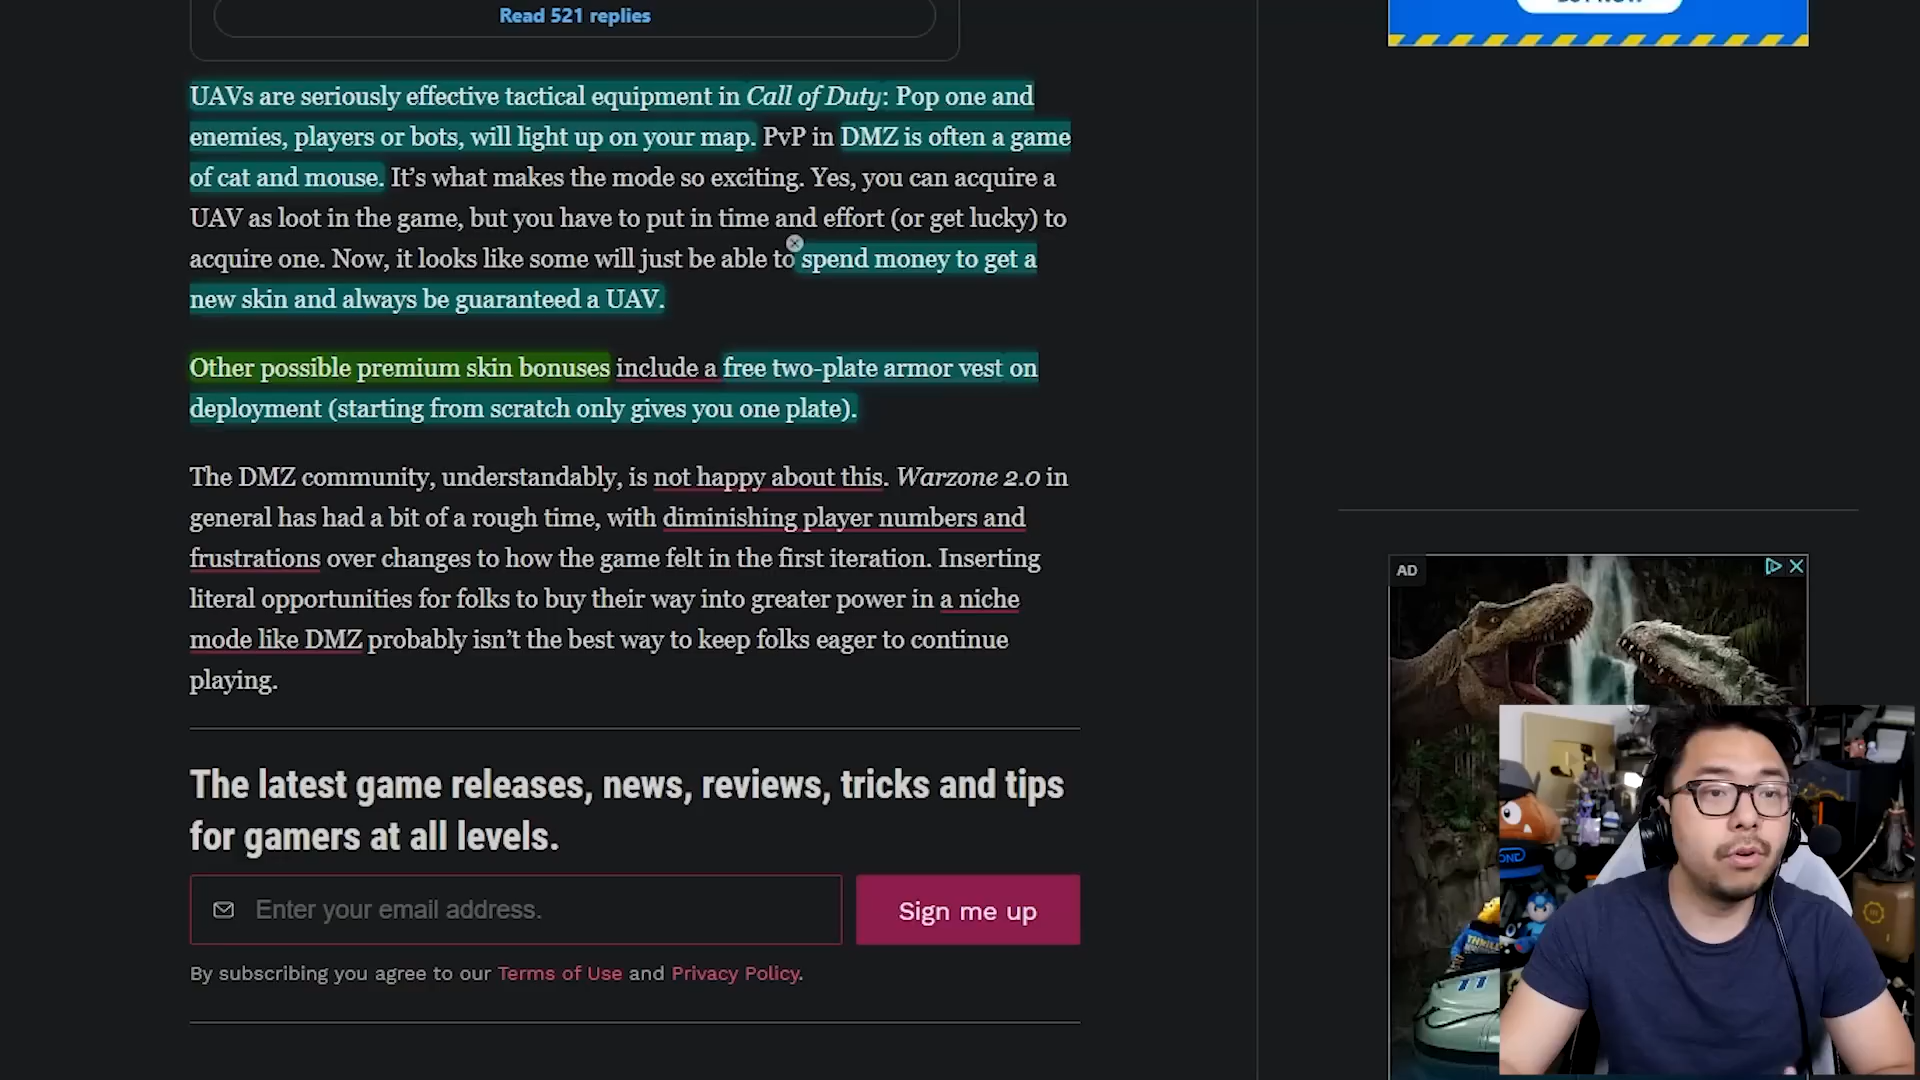 Read 521 replies
UAVs are seriously effective tactical equipment in Call of Duty: Pop one and
enemies, players or bots, will light up on your map. PvP in DMZ is often a game
of cat and mouse. It’s what makes the mode so exciting. Yes, you can acquire a
UAV as loot in the game, but you have to put in time and effort (or get lucky) to
acquire one. Now, it looks like some will just be able to spend money to get a
new skin and always be guaranteed a UAV.
Other possible premium skin bonuses include a free two-plate armor vest on
deployment (starting from scratch only gives you one plate).
The DMZ community, understandably, is not happy about this. Warzone 2.0 in
general has had a bit of a rough time, with diminishing player numbers and
frustrations over changes to how the game felt in the first iteration. Inserting
literal opportunities for folks to buy their way into greater power in a niche
mode like DMZ probably isn’t the best way to keep folks eager to continue
playing.
The latest game releases, news, reviews, tricks and tips
for gamers at all levels.
Enter your email address.
Sign me up
By subscribing you agree to our Terms of Use and Privacy Policy.
AD
11